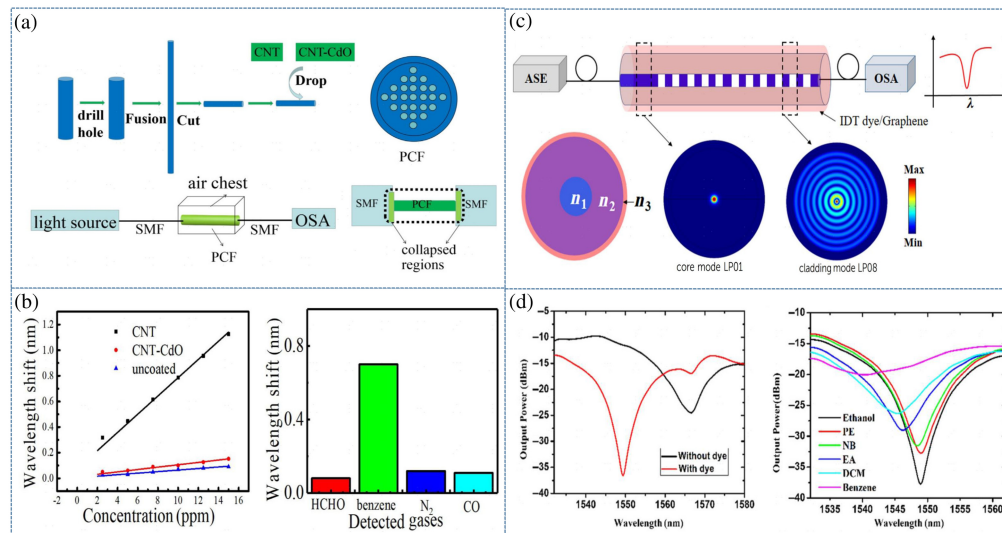 (a)
CNT
CNT-CdO
Drop
drill
hole
Fusion
Cut
PCF
air chest
light source
SMF
SMF
OSA
PCF
SMF
PCF
SMF
collapsed
regions
(b)
Wavelength shift (nm)
1.2
1.0
0.8
0.6
0.4
0.2
0.0
CNT
CNT-CdO
uncoated
-2 0 2 4 6 8 10 12 14 16
Concentration (ppm)
Wavelength shift (nm)
0.8
0.4
0.0
HCHO benzene N2 CO
Detected gases
(c)
ASE
OSA
λ
IDT dye/Graphene
n1
n2
n3
core mode LP01
cladding mode LP08
Max
Min
(d)
Output Power (dBm)
-5
-10
-15
-20
-25
-30
-35
-40
Without dye
With dye
1540 1550 1560 1570 1580
Wavelength (nm)
Output Power(dBm)
-10
-15
-20
-25
-30
-35
-40
Ethanol
PE
NB
EA
DCM
Benzene
1535 1540 1545 1550 1555 1560
Wavelength (nm)